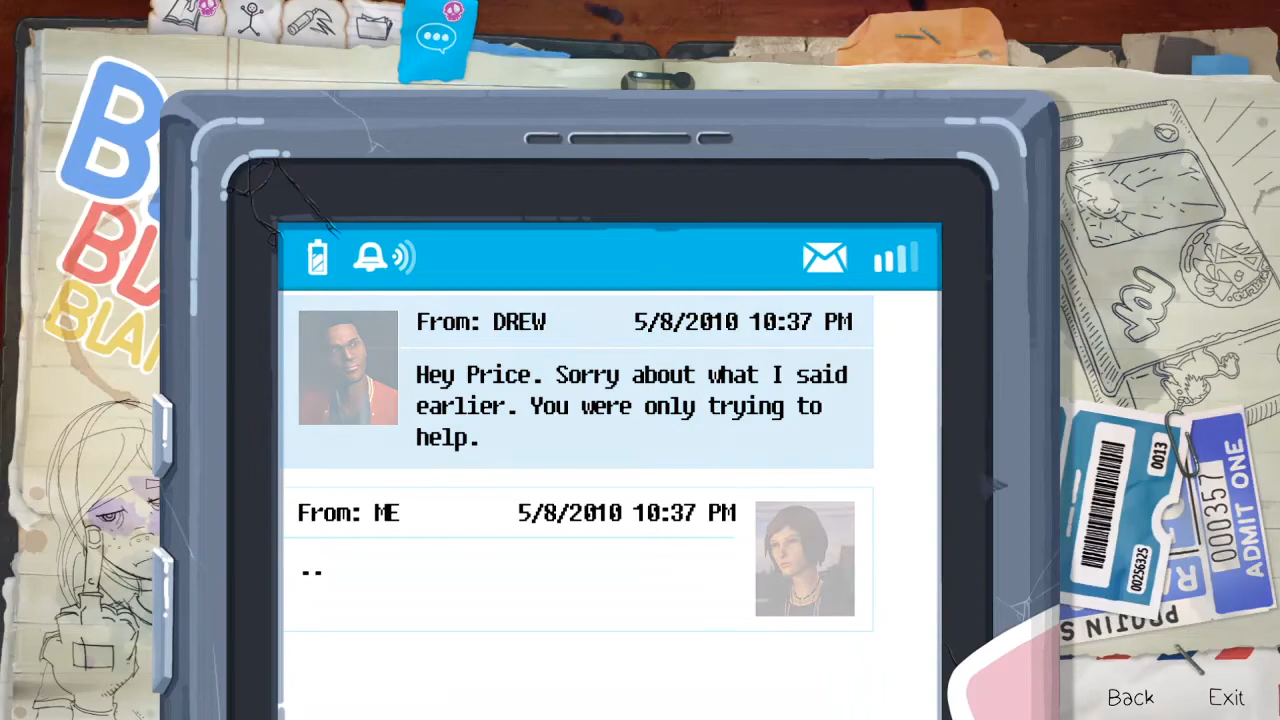 From: DREW 5/8/2010 10:37 PM
Hey Price. Sorry about what I said
earlier. You were only trying to
help.
From: ME 5/8/2010 10:37 PM
--
0013
00256325
000357
ADMIT ONE
Back Exit